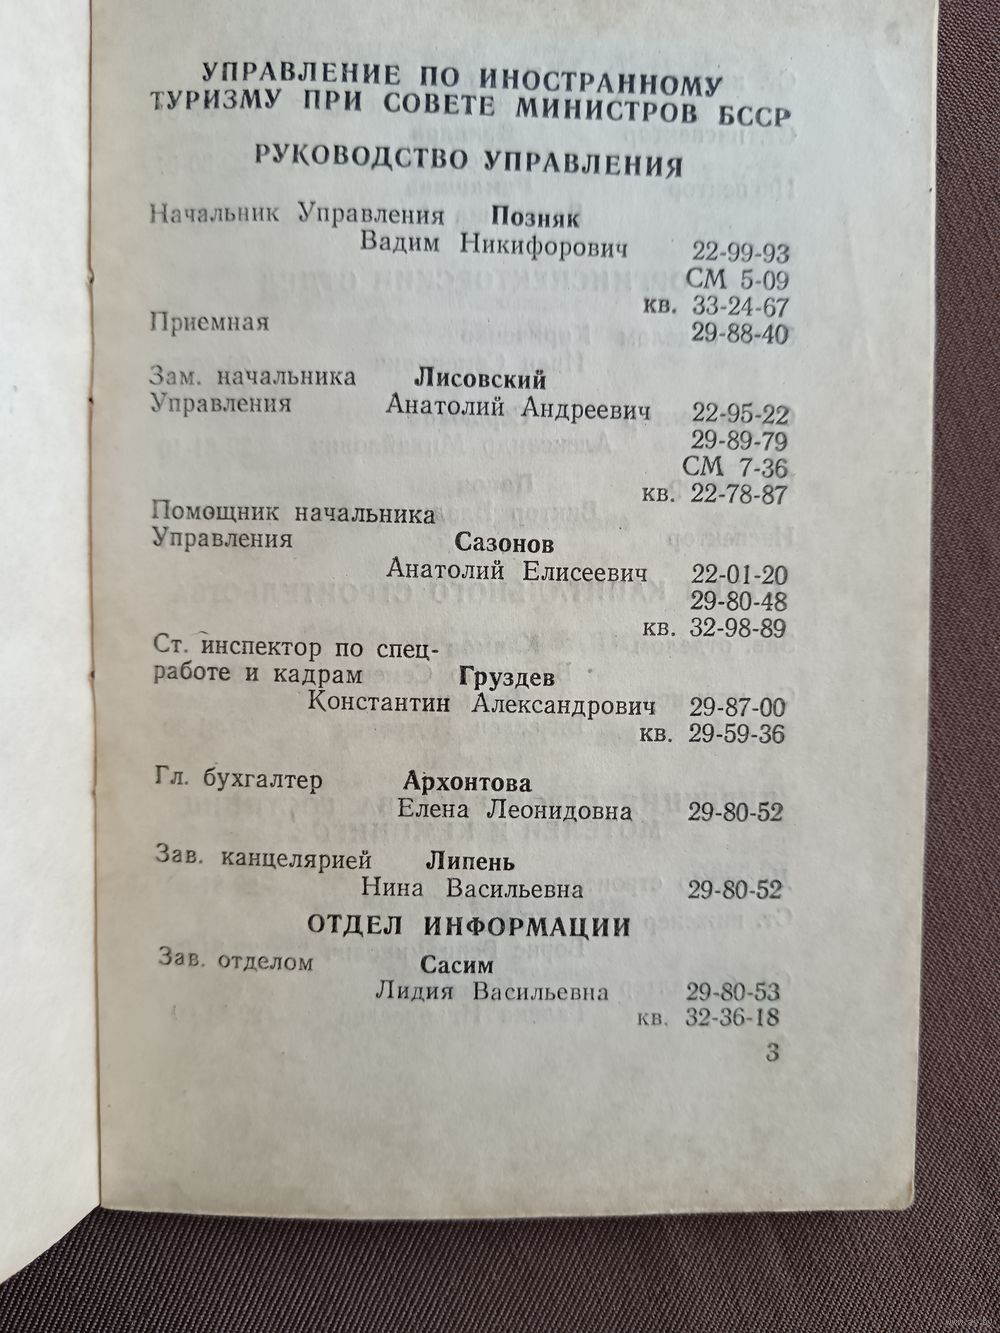 УПРАВЛЕНИЕ ПО ИНОСТРАННОМУ
ТУРИЗМУ ПРИ СОВЕТЕ МИНИСТРОВ БССР
РУКОВОДСТВО УПРАВЛЕНИЯ
Начальник Управления Позняк
Вадим Никифорович 22-99-93
СМ 5-09
кв. 33-24-67
Приемная 29-88-40
Зам. начальника Лисовский
Управления Анатолий Андреевич 22-95-22
29-89-79
СМ 7-36
кв. 22-78-87
Помощник начальника
Управления Сазонов
Анатолий Елисеевич 22-01-20
29-80-48
кв. 32-98-89
Ст. инспектор по спец-
работе и кадрам Груздев
Константин Александрович 29-87-00
кв. 29-59-36
Гл. бухгалтер Архонтова
Елена Леонидовна 29-80-52
Зав. канцелярией Липень
Нина Васильевна 29-80-52
ОТДЕЛ ИНФОРМАЦИИ
Зав. отделом Сасим
Лидия Васильевна 29-80-53
кв. 32-36-18
3